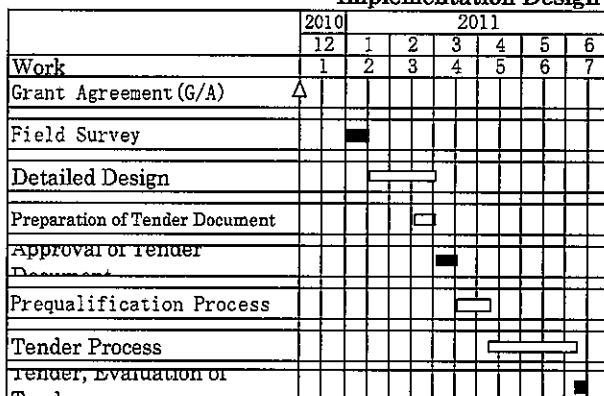 Implementation Design
2010 2011
12 1 2 3 4 5 6
Work 1 2 3 4 5 6 7
Grant Agreement(G/A)
Field Survey
Detailed Design
Preparation of Tender Document
Approval of Tender
Document
Prequalification Process
Tender Process
Tender, Evaluation of